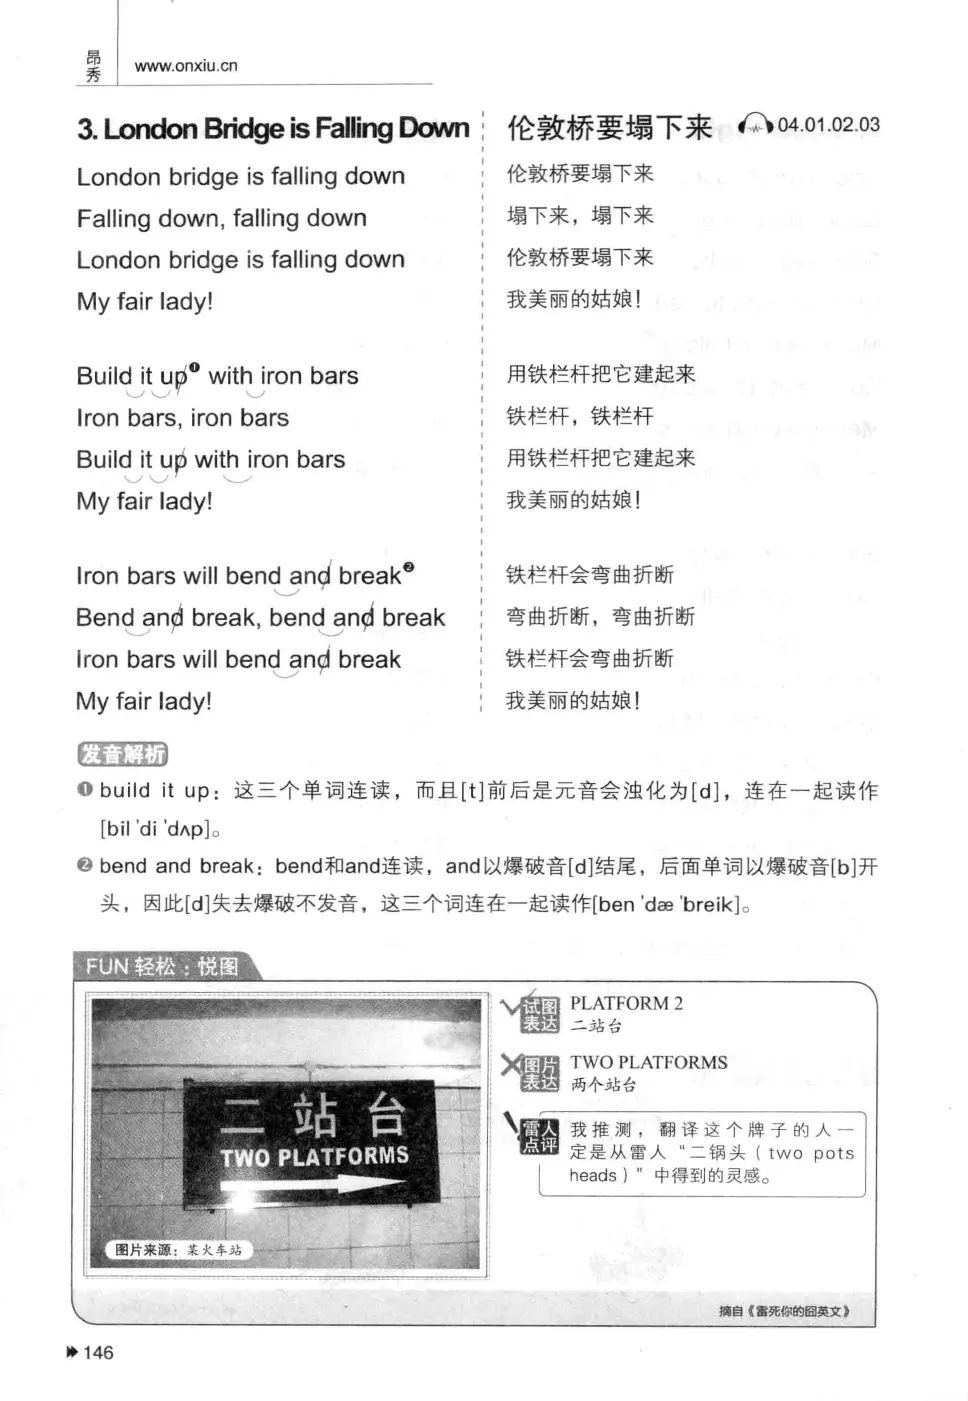 昂秀
www.onxiu.cn
3. London Bridge is Falling Down
London bridge is falling down
Falling down, falling down
London bridge is falling down
My fair lady!
Build it up❶ with iron bars
Iron bars, iron bars
Build it up with iron bars
My fair lady!
Iron bars will bend and break❷
Bend and break, bend and break
Iron bars will bend and break
My fair lady!
伦敦桥要塌下来 04.01.02.03
伦敦桥要塌下来
塌下来，塌下来
伦敦桥要塌下来
我美丽的姑娘！
用铁栏杆把它建起来
铁栏杆，铁栏杆
用铁栏杆把它建起来
我美丽的姑娘！
铁栏杆会弯曲折断
弯曲折断，弯曲折断
铁栏杆会弯曲折断
我美丽的姑娘！
发音解析
❶ build it up：这三个单词连读，而且[t]前后是元音会浊化为[d]，连在一起读作
[bil 'di 'dʌp]。
❷ bend and break：bend和and连读，and以爆破音[d]结尾，后面单词以爆破音[b]开
头，因此[d]失去爆破不发音，这三个词连在一起读作[ben 'dæ 'breik]。
FUN 轻松：悦图
二站台
TWO PLATFORMS
图片来源：某火车站
试图表达
PLATFORM 2
二站台
图片表达
TWO PLATFORMS
两个站台
雷人点评
我推测，翻译这个牌子的人一
定是从雷人“二锅头（two pots
heads）”中得到的灵感。
摘自《雷死你的囧英文》
146